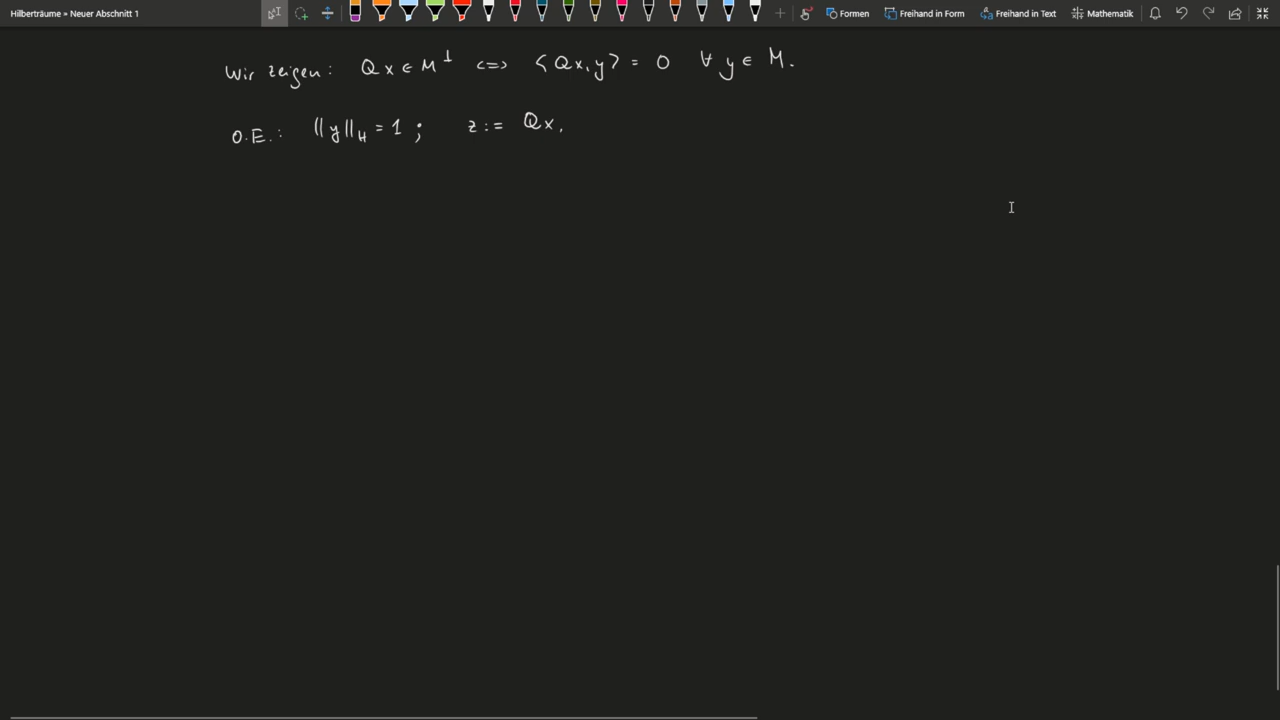 Hilberträume » Neuer Abschnitt 1
Formen
Freihand in Form
Freihand in Text
Mathematik
Wir zeigen: Qx ∈ M^⊥ ⟺ ⟨Qx, y⟩ = 0 ∀ y ∈ M.
O.E.: ||y||_H = 1 ; z := Qx.